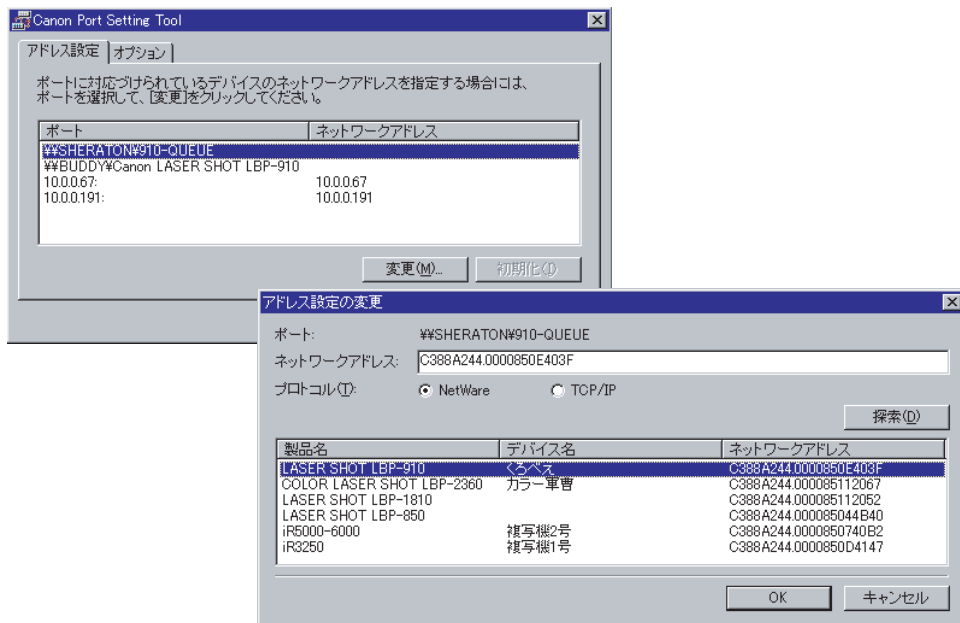 Canon Port Setting Tool
アドレス設定 オプション
ポートに対応づけられているデバイスのネットワークアドレスを指定する場合には、
ポートを選択して、[変更]をクリックしてください。
ポート ネットワークアドレス
¥¥SHERATON¥910-QUEUE
¥¥BUDDY¥Canon LASER SHOT LBP-910
10.0.0.67: 10.0.0.67
10.0.0.191: 10.0.0.191
変更(M)... 初期化(I)
アドレス設定の変更
ポート: ¥¥SHERATON¥910-QUEUE
ネットワークアドレス: C388A244.0000850E403F
プロトコル(T): NetWare TCP/IP
探索(D)
製品名 デバイス名 ネットワークアドレス
LASER SHOT LBP-910 くろべえ C388A244.0000850E403F
COLOR LASER SHOT LBP-2360 カラー軍曹 C388A244.000085112067
LASER SHOT LBP-1810 C388A244.000085112052
LASER SHOT LBP-850 C388A244.000085044B40
iR5000-6000 複写機2号 C388A244.0000850740B2
iR3250 複写機1号 C388A244.0000850D4147
OK キャンセル